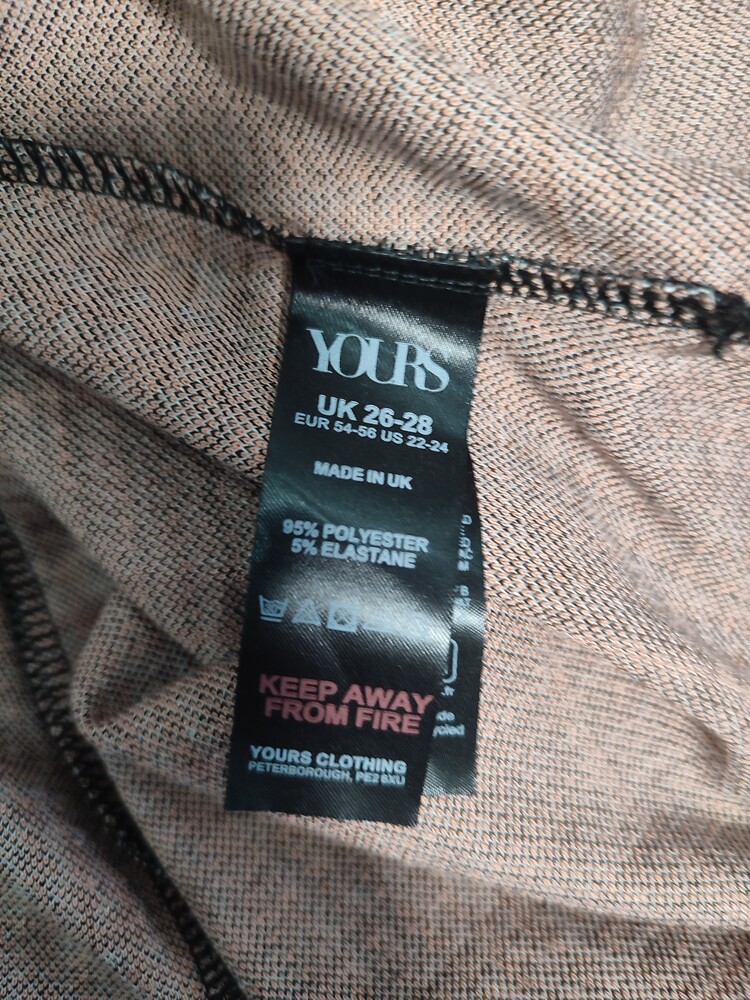 YOURS
UK 26-28
EUR 54-56 US 22-24
MADE IN UK
95% POLYESTER
5% ELASTANE
KEEP AWAY
FROM FIRE
YOURS CLOTHING
PETERBOROUGH, PE2 6XU
.fr